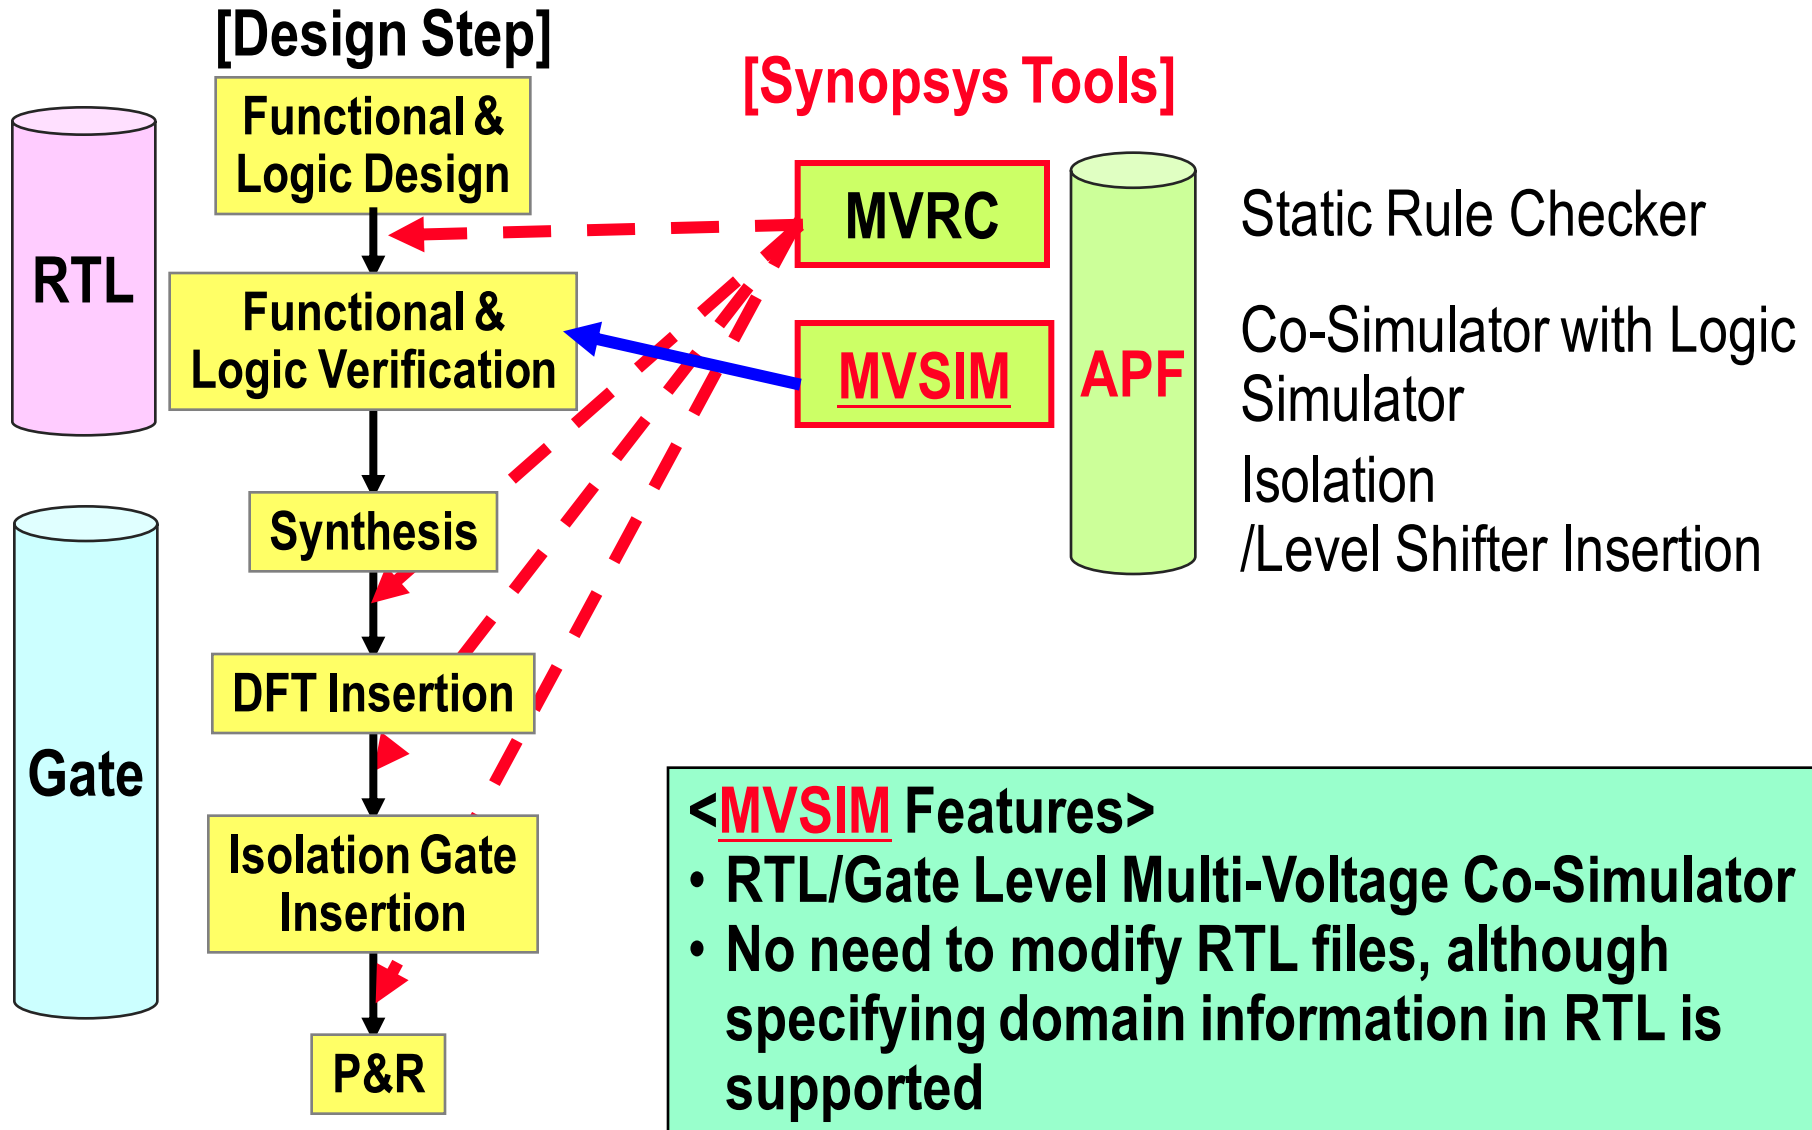 [Design Step]
[Synopsys Tools]
Functional &
Logic Design
RTL
MVRC
Static Rule Checker
Functional &
Logic Verification
MVSIM
APF
Co-Simulator with Logic
Simulator
Isolation
/Level Shifter Insertion
Synthesis
DFT Insertion
Gate
Isolation Gate
Insertion
P&R
<MVSIM Features>
• RTL/Gate Level Multi-Voltage Co-Simulator
• No need to modify RTL files, although
specifying domain information in RTL is
supported